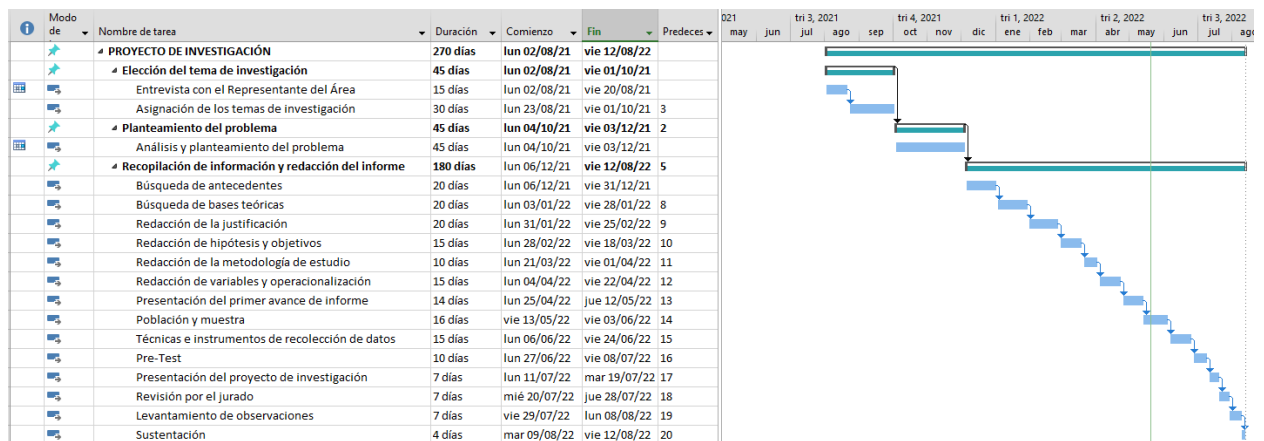 Modo de
Nombre de tarea Duración Comienzo Fin Predeces
021 tri 3, 2021 tri 4, 2021 tri 1, 2022 tri 2, 2022 tri 3, 2022
may jun jul ago sep oct nov dic ene feb mar abr may jun jul ago
PROYECTO DE INVESTIGACIÓN 270 días lun 02/08/21 vie 12/08/22
Elección del tema de investigación 45 días lun 02/08/21 vie 01/10/21
Entrevista con el Representante del Área 15 días lun 02/08/21 vie 20/08/21
Asignación de los temas de investigación 30 días lun 23/08/21 vie 01/10/21 3
Planteamiento del problema 45 días lun 04/10/21 vie 03/12/21 2
Análisis y planteamiento del problema 45 días lun 04/10/21 vie 03/12/21
Recopilación de información y redacción del informe 180 días lun 06/12/21 vie 12/08/22 5
Búsqueda de antecedentes 20 días lun 06/12/21 vie 31/12/21
Búsqueda de bases teóricas 20 días lun 03/01/22 vie 28/01/22 8
Redacción de la justificación 20 días lun 31/01/22 vie 25/02/22 9
Redacción de hipótesis y objetivos 15 días lun 28/02/22 vie 18/03/22 10
Redacción de la metodología de estudio 10 días lun 21/03/22 vie 01/04/22 11
Redacción de variables y operacionalización 15 días lun 04/04/22 vie 22/04/22 12
Presentación del primer avance de informe 14 días lun 25/04/22 jue 12/05/22 13
Población y muestra 16 días vie 13/05/22 vie 03/06/22 14
Técnicas e instrumentos de recolección de datos 15 días lun 06/06/22 vie 24/06/22 15
Pre-Test 10 días lun 27/06/22 vie 08/07/22 16
Presentación del proyecto de investigación 7 días lun 11/07/22 mar 19/07/22 17
Revisión por el jurado 7 días mié 20/07/22 jue 28/07/22 18
Levantamiento de observaciones 7 días vie 29/07/22 lun 08/08/22 19
Sustentación 4 días mar 09/08/22 vie 12/08/22 20